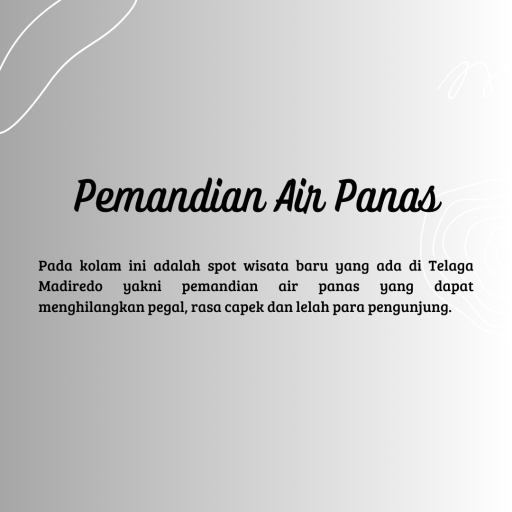 Pemandian Air Panas
Pada kolam ini adalah spot wisata baru yang ada di Telaga
Madiredo yakni pemandian air panas yang dapat
menghilangkan pegal, rasa capek dan lelah para pengunjung.